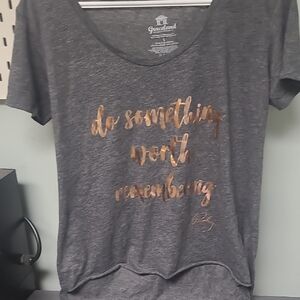 Graceland
L
do something
worth
remembering